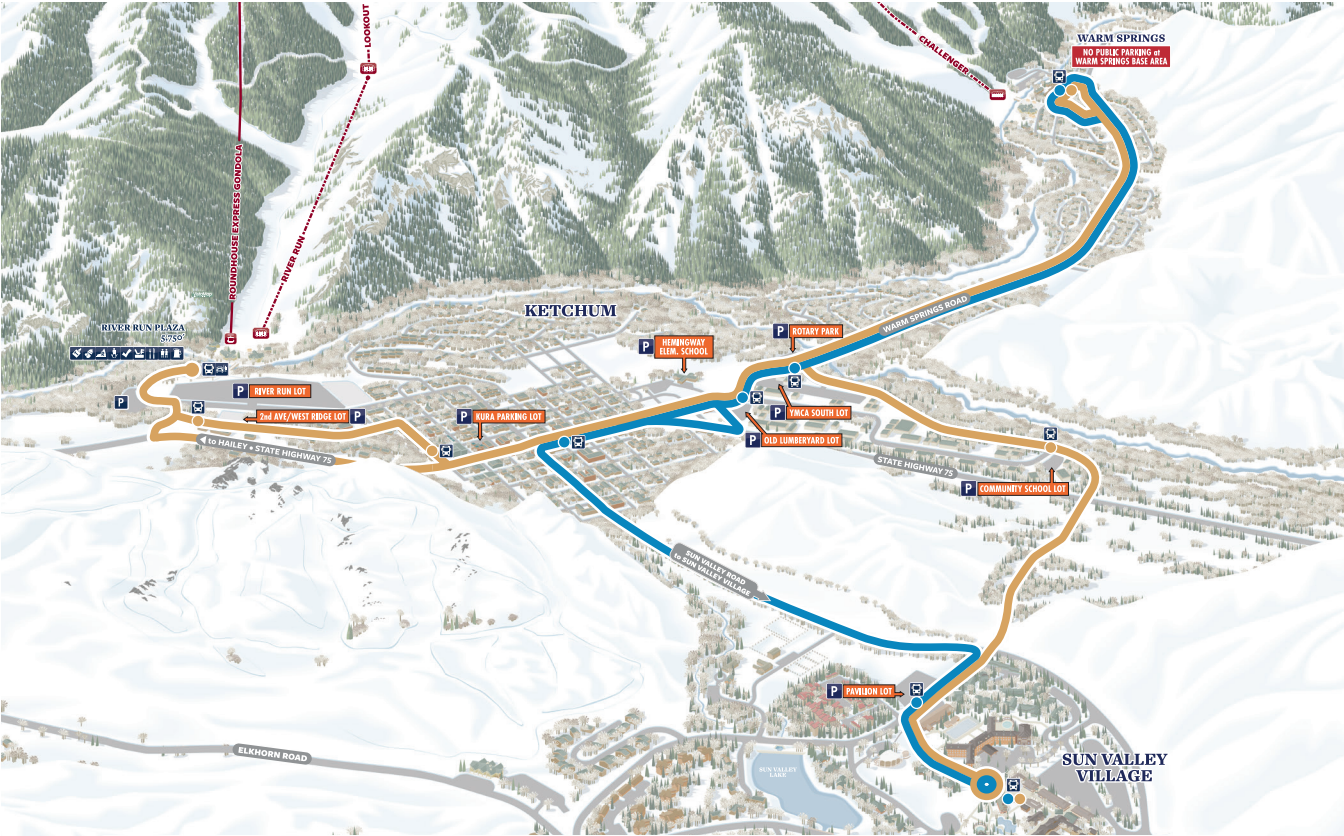 LOOKOUT
CHALLENGER
WARM SPRINGS
NO PUBLIC PARKING at
WARM SPRINGS BASE AREA
ROUNDHOUSE EXPRESS GONDOLA
RIVER RUN
KETCHUM
WARM SPRINGS ROAD
RIVER RUN PLAZA
5,750'
P ROTARY PARK
P HEMINGWAY
ELEM. SCHOOL
P
P RIVER RUN LOT
2nd AVE/WEST RIDGE LOT P
P KURA PARKING LOT
P YMCA SOUTH LOT
P OLD LUMBERYARD LOT
to HAILEY • STATE HIGHWAY 75
STATE HIGHWAY 75
P COMMUNITY SCHOOL LOT
SUN VALLEY ROAD
to SUN VALLEY VILLAGE
P PAVILION LOT
ELKHORN ROAD
SUN VALLEY
LAKE
SUN VALLEY
VILLAGE